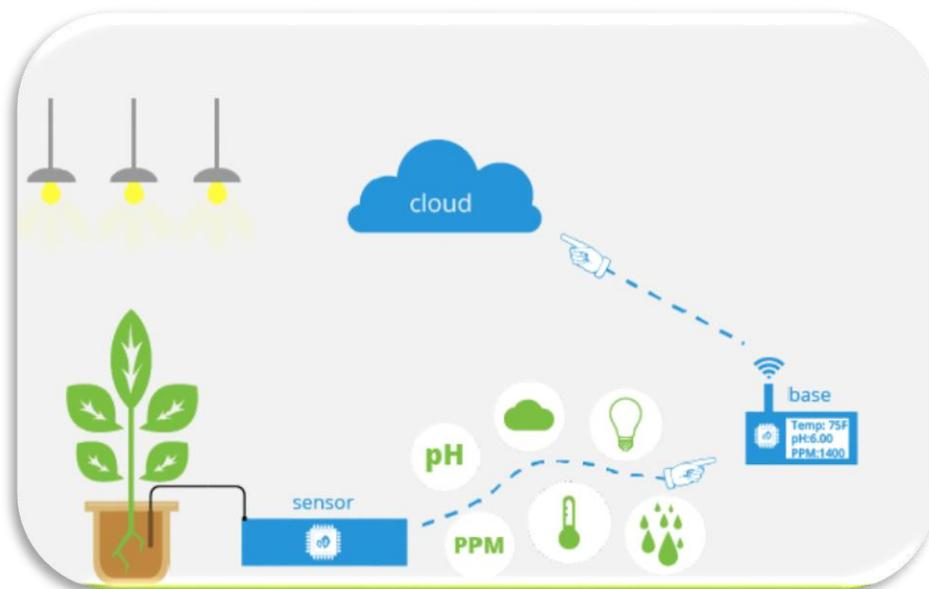 cloud
base
Temp: 75F
pH:6.00
PPM:1400
pH
sensor
PPM